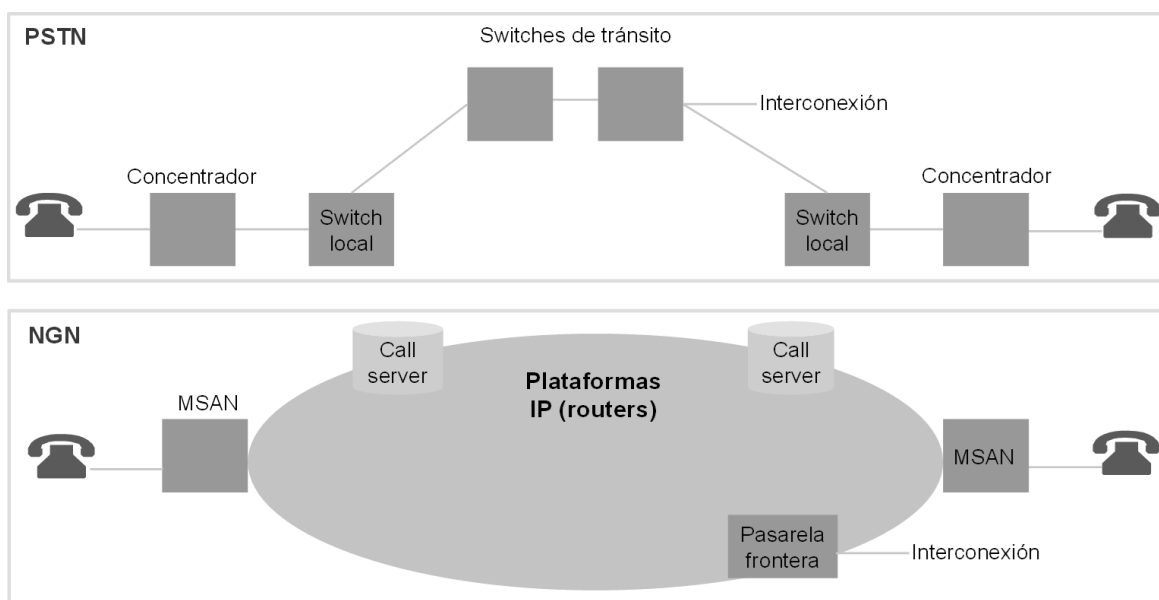 PSTN
Switches de tránsito
Interconexión
Concentrador
Concentrador
Switch
local
Switch
local
NGN
Call
server
Call
server
Plataformas
IP (routers)
MSAN
MSAN
Pasarela
frontera
Interconexión